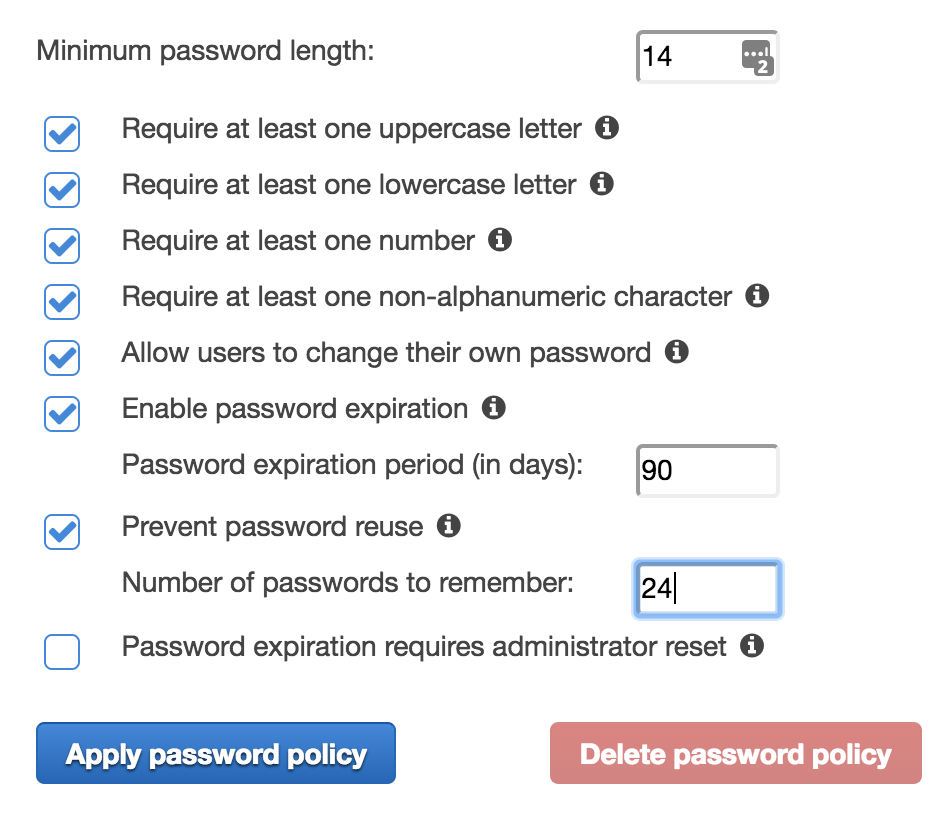 Minimum password length: 14 2
Require at least one uppercase letter
Require at least one lowercase letter
Require at least one number
Require at least one non-alphanumeric character
Allow users to change their own password
Enable password expiration
Password expiration period (in days): 90
Prevent password reuse
Number of passwords to remember: 24
Password expiration requires administrator reset
Apply password policy Delete password policy